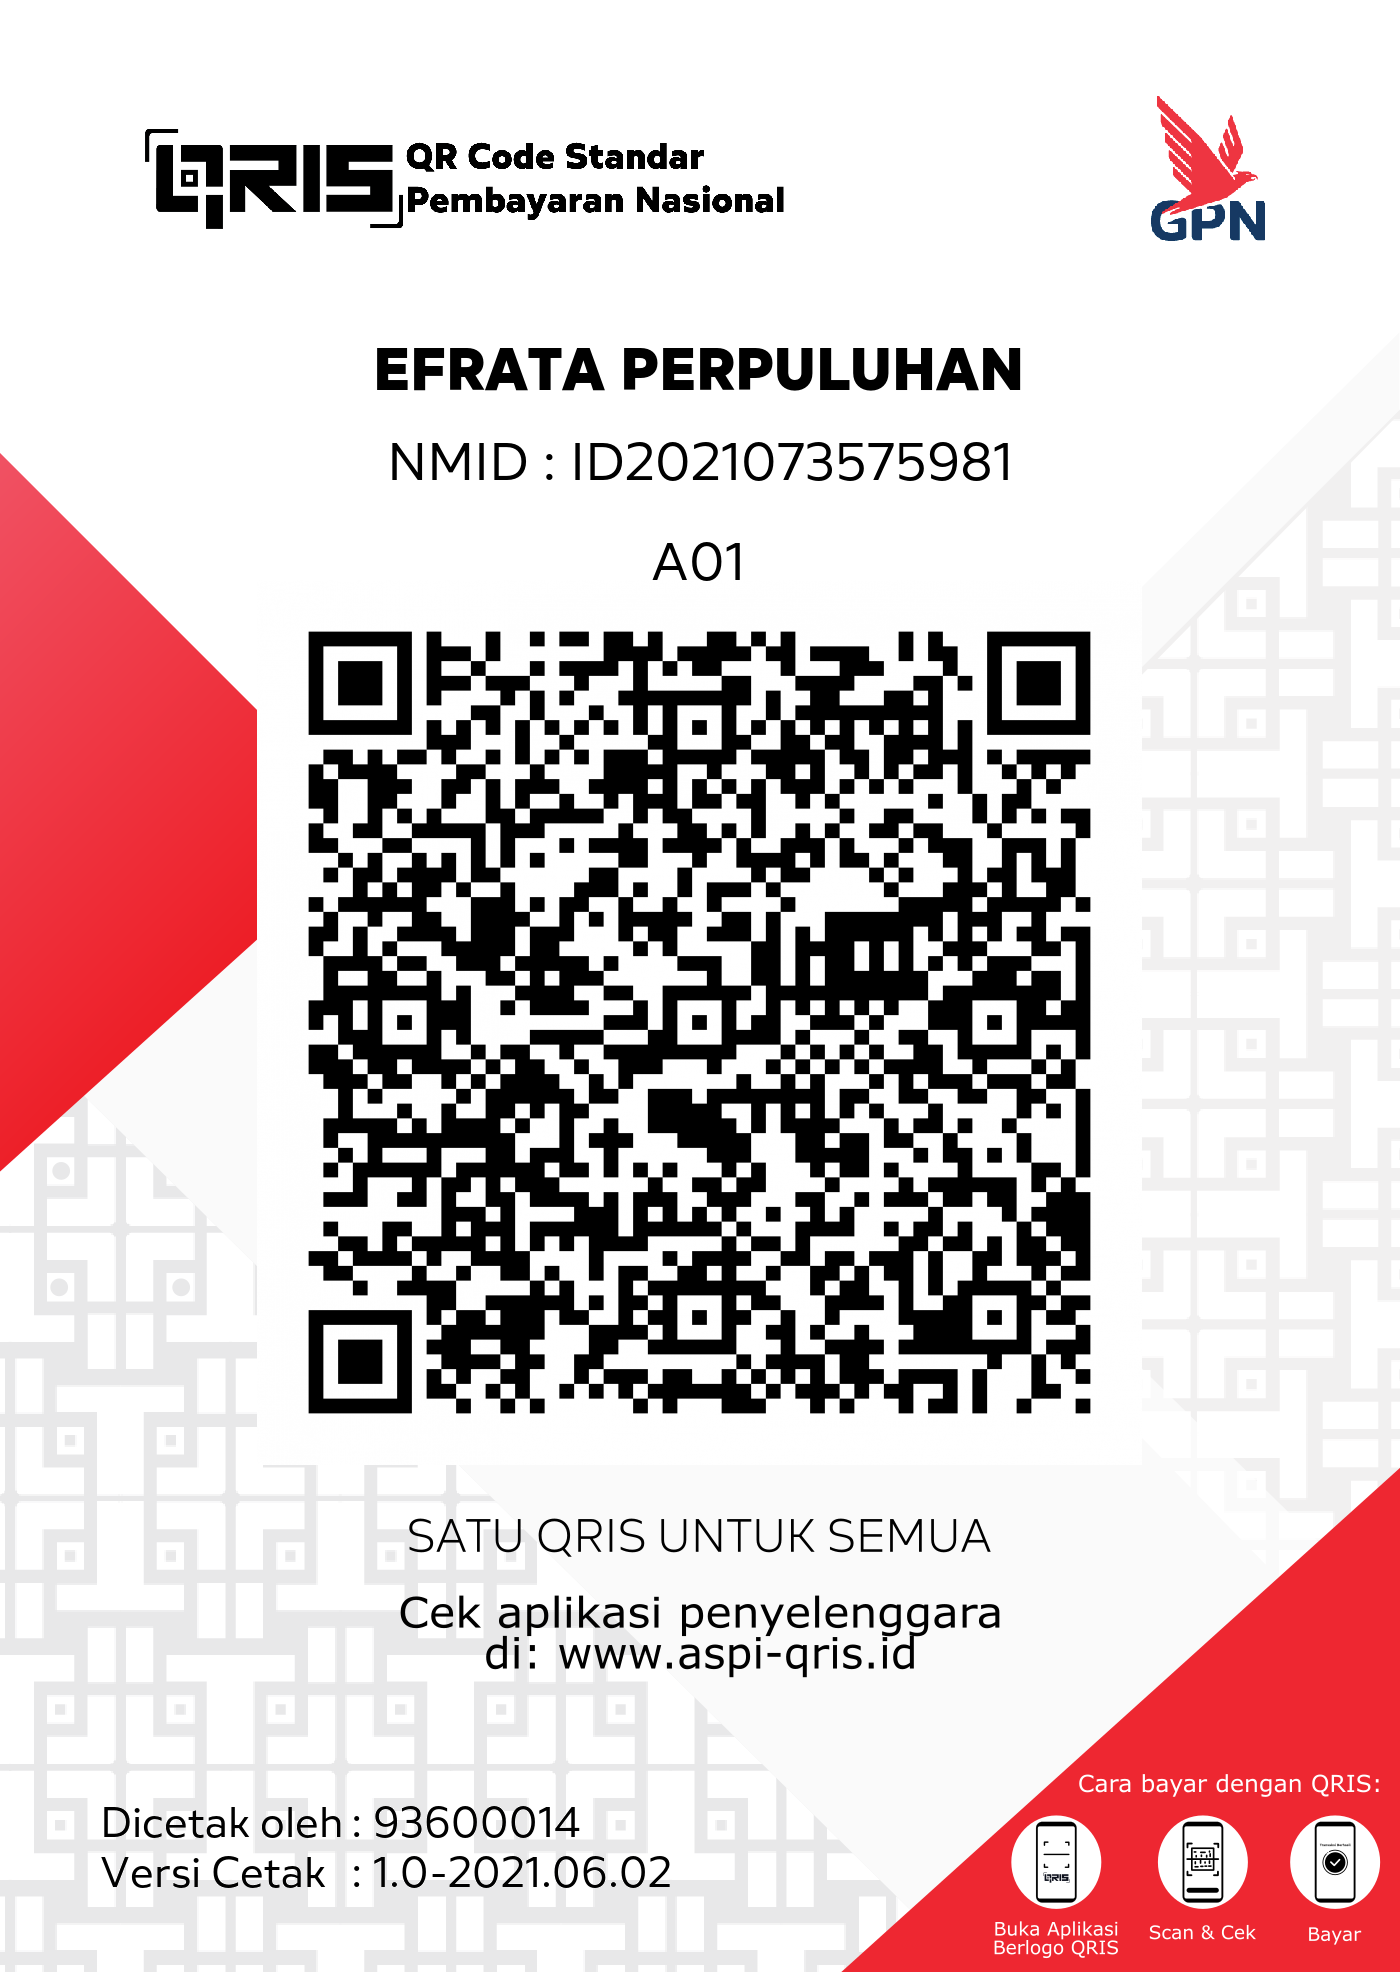 QRIS QR Code Standar
Pembayaran Nasional
GPN
EFRATA PERPULUHAN
NMID : ID2021073575981
A01
SATU QRIS UNTUK SEMUA
Cek aplikasi penyelenggara
di: www.aspi-qris.id
Dicetak oleh : 93600014
Versi Cetak : 1.0-2021.06.02
Cara bayar dengan QRIS:
QRIS
Buka Aplikasi
Berlogo QRIS
Scan & Cek
Bayar